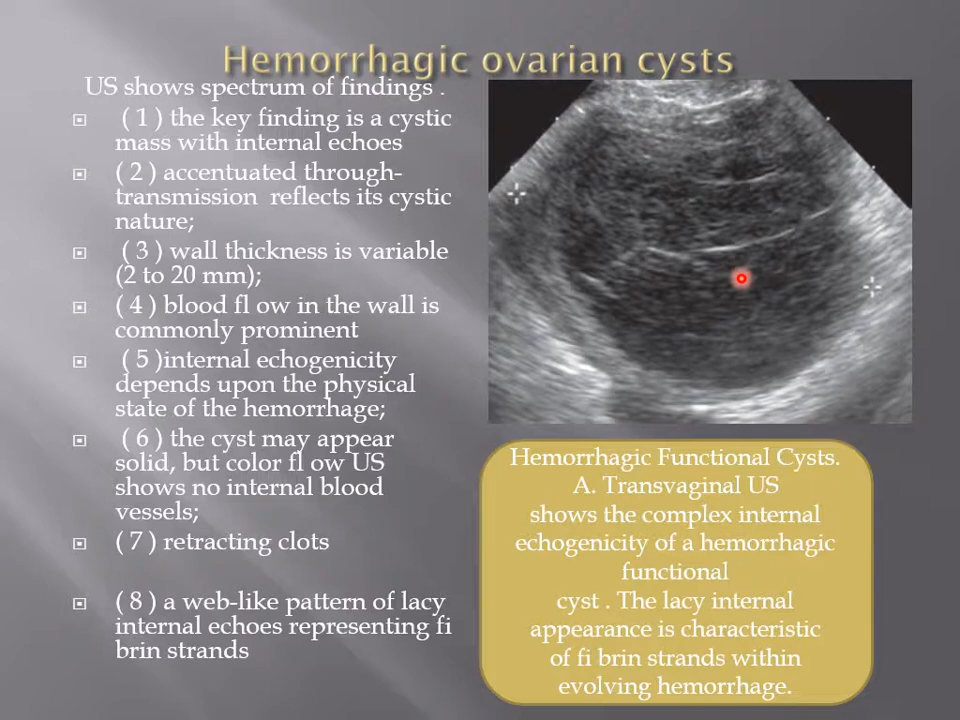 Hemorrhagic ovarian cysts
US shows spectrum of findings .
( 1 ) the key finding is a cystic
mass with internal echoes
( 2 ) accentuated through-
transmission reflects its cystic
nature;
( 3 ) wall thickness is variable
(2 to 20 mm);
( 4 ) blood fl ow in the wall is
commonly prominent
( 5 )internal echogenicity
depends upon the physical
state of the hemorrhage;
( 6 ) the cyst may appear
solid, but color fl ow US
shows no internal blood
vessels;
( 7 ) retracting clots
( 8 ) a web-like pattern of lacy
internal echoes representing fi
brin strands
Hemorrhagic Functional Cysts.
A. Transvaginal US
shows the complex internal
echogenicity of a hemorrhagic
functional
cyst . The lacy internal
appearance is characteristic
of fi brin strands within
evolving hemorrhage.